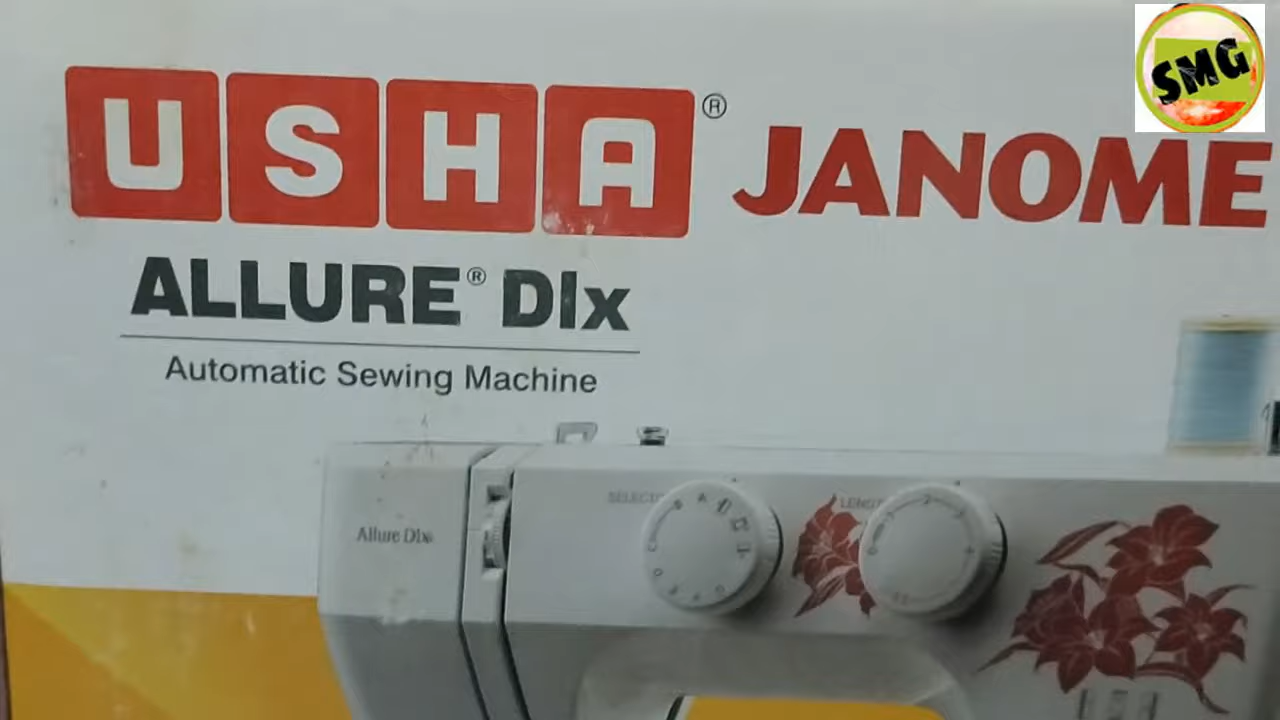 SMG
USHA® JANOME
ALLURE® Dlx
Automatic Sewing Machine
Allure Dlx